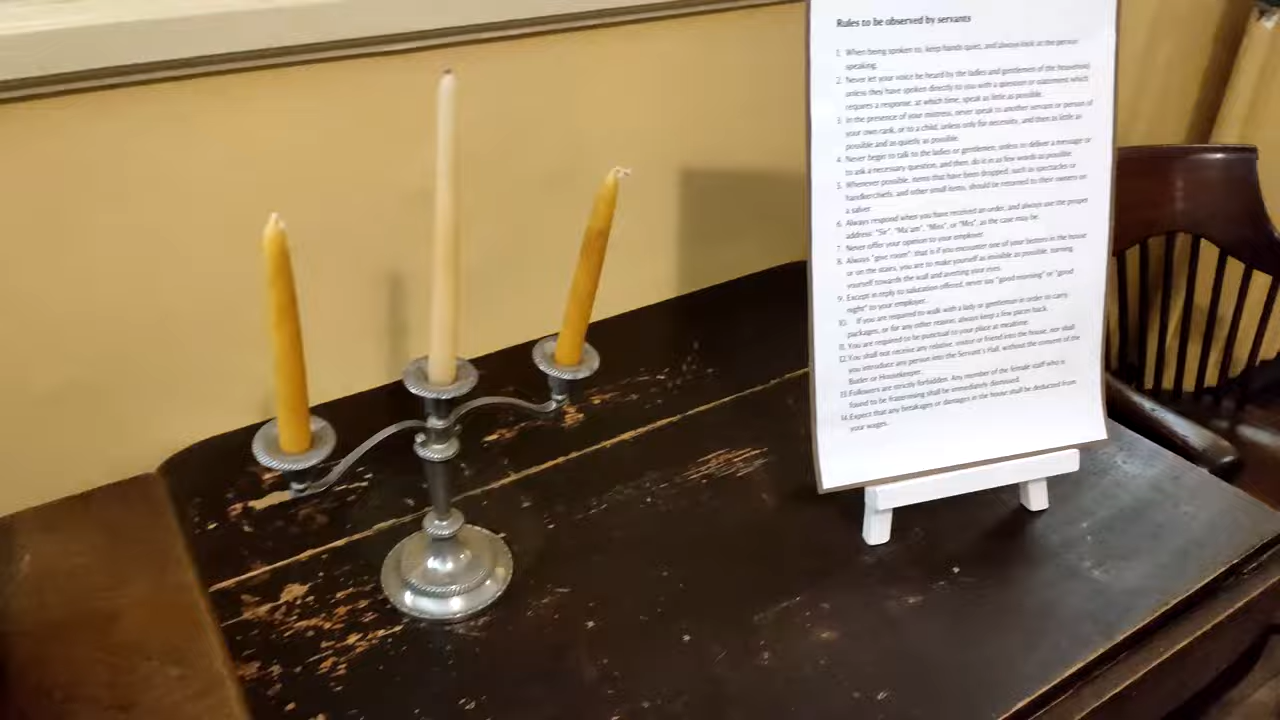 Rules to be observed by servants
1. When being spoken to, keep hands quiet, and always look at the person
speaking.
2. Never let your voice be heard by the ladies and gentlemen of the household
unless they have spoken directly to you with a question or statement which
requires a response, at which time, speak as little as possible.
3. In the presence of your mistress, never speak to another servant or person of
your own rank, or to a child, unless only for necessity, and then as little as
possible and as quietly as possible.
4. Never begin to talk to the ladies or gentlemen, unless to deliver a message or
to ask a necessary question, and then, do it in as few words as possible.
5. Whenever possible, items that have been dropped, such as spectacles or
handkerchiefs, and other small items, should be returned to their owners on
a salver.
6. Always respond when you have received an order, and always use the proper
address: "Sir", "Ma'am", "Miss", or "Mrs", as the case may be.
7. Never offer your opinion to your employer.
8. Always "give room": that is if you encounter one of your betters in the house
or on the stairs, you are to make yourself as invisible as possible, turning
yourself towards the wall and averting your eyes.
9. Except in reply to salutation offered, never say "good morning" or "good
night" to your employer.
10. If you are required to walk with a lady or gentleman in order to carry
packages, or for any other reason, always keep a few paces back.
11. You are required to be punctual to your place at mealtime.
12. You shall not receive any relative, visitor or friend into the house, nor shall
you introduce any person into the Servant's Hall, without the consent of the
Butler or Housekeeper.
13. Followers are strictly forbidden. Any member of the female staff who is
found to be fraternising shall be immediately dismissed.
14. Expect that any breakages or damages in the house shall be deducted from
your wages.